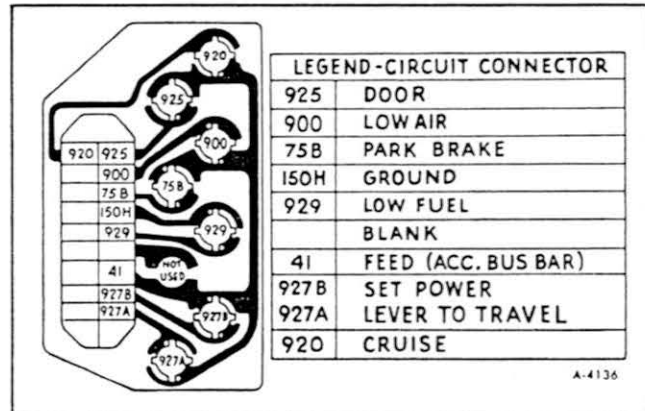 920
925
900
75B
929
NOT
USED
927B
927A
920 925
900
75B
150H
929
41
927B
927A
LEGEND-CIRCUIT CONNECTOR
925 DOOR
900 LOW AIR
75B PARK BRAKE
150H GROUND
929 LOW FUEL
BLANK
41 FEED (ACC. BUS BAR)
927B SET POWER
927A LEVER TO TRAVEL
920 CRUISE
A-4136